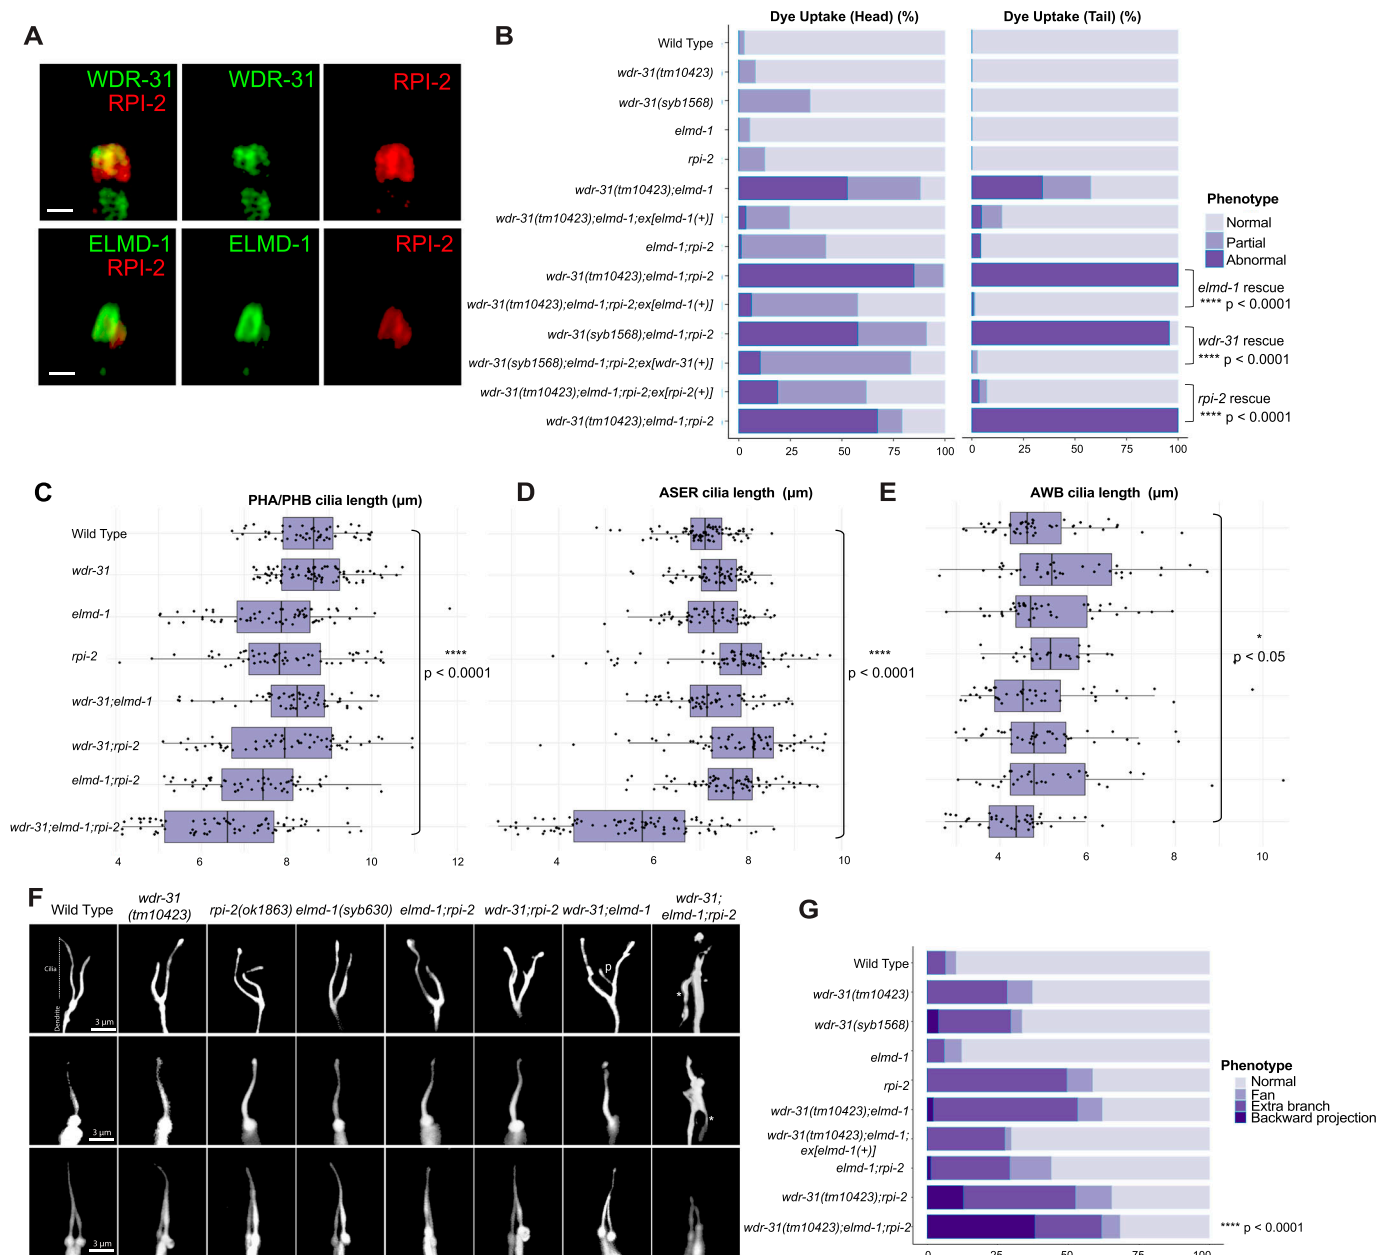 A
WDR-31
RPI-2
WDR-31
RPI-2
ELMD-1
RPI-2
ELMD-1
RPI-2
B
Dye Uptake (Head) (%)
Dye Uptake (Tail) (%)
Wild Type
wdr-31(tm10423)
wdr-31(syb1568)
elmd-1
rpi-2
wdr-31(tm10423);elmd-1
wdr-31(tm10423);elmd-1;ex[elmd-1(+)]
elmd-1;rpi-2
wdr-31(tm10423);elmd-1;rpi-2
wdr-31(tm10423);elmd-1;rpi-2;ex[elmd-1(+)]
wdr-31(syb1568);elmd-1;rpi-2
wdr-31(syb1568);elmd-1;rpi-2;ex[wdr-31(+)]
wdr-31(tm10423);elmd-1;rpi-2;ex[rpi-2(+)]
wdr-31(tm10423);elmd-1;rpi-2
0 25 50 75 100
0 25 50 75 100
Phenotype
Normal
Partial
Abnormal
elmd-1 rescue
**** p < 0.0001
wdr-31 rescue
**** p < 0.0001
rpi-2 rescue
**** p < 0.0001
C
PHA/PHB cilia length (µm)
Wild Type
wdr-31
elmd-1
rpi-2
wdr-31;elmd-1
wdr-31;rpi-2
elmd-1;rpi-2
wdr-31;elmd-1;rpi-2
4 6 8 10 12
****
p < 0.0001
D
ASER cilia length (µm)
4 6 8 10
****
p < 0.0001
E
AWB cilia length (µm)
4 6 8 10
*
p < 0.05
F
Wild Type
wdr-31
(tm10423)
rpi-2(ok1863)
elmd-1(syb630)
elmd-1;rpi-2
wdr-31;rpi-2
wdr-31;elmd-1
wdr-31;
elmd-1;rpi-2
Cilia
Dendrite
3 µm
p
*
3 µm
*
3 µm
G
Wild Type
wdr-31(tm10423)
wdr-31(syb1568)
elmd-1
rpi-2
wdr-31(tm10423);elmd-1
wdr-31(tm10423);elmd-1;
ex[elmd-1(+)]
elmd-1;rpi-2
wdr-31(tm10423);rpi-2
wdr-31(tm10423);elmd-1;rpi-2
0 25 50 75 100
Phenotype
Normal
Fan
Extra branch
Backward projection
**** p < 0.0001